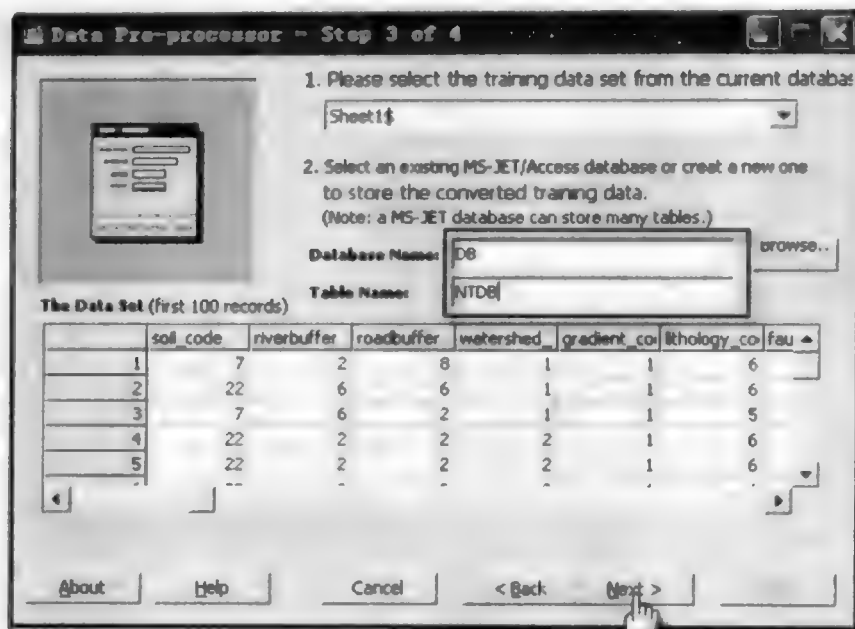 Data Pre-processor - Step 3 of 4
1. Please select the training data set from the current databas
Sheet1$
2. Select an existing MS-JET/Access database or creat a new one
to store the converted training data.
(Note: a MS-JET database can store many tables.)
Database Name: DB Browse..
Table Name: NTDB
The Data Set (first 100 records)
soil_code riverbuffer roadbuffer watershed_ gradient_co lithology_co fau
1 7 2 8 1 1 6
2 22 6 6 1 1 6
3 7 6 2 1 1 5
4 22 2 2 2 1 6
5 22 2 2 2 1 6
About Help Cancel < Back Next >